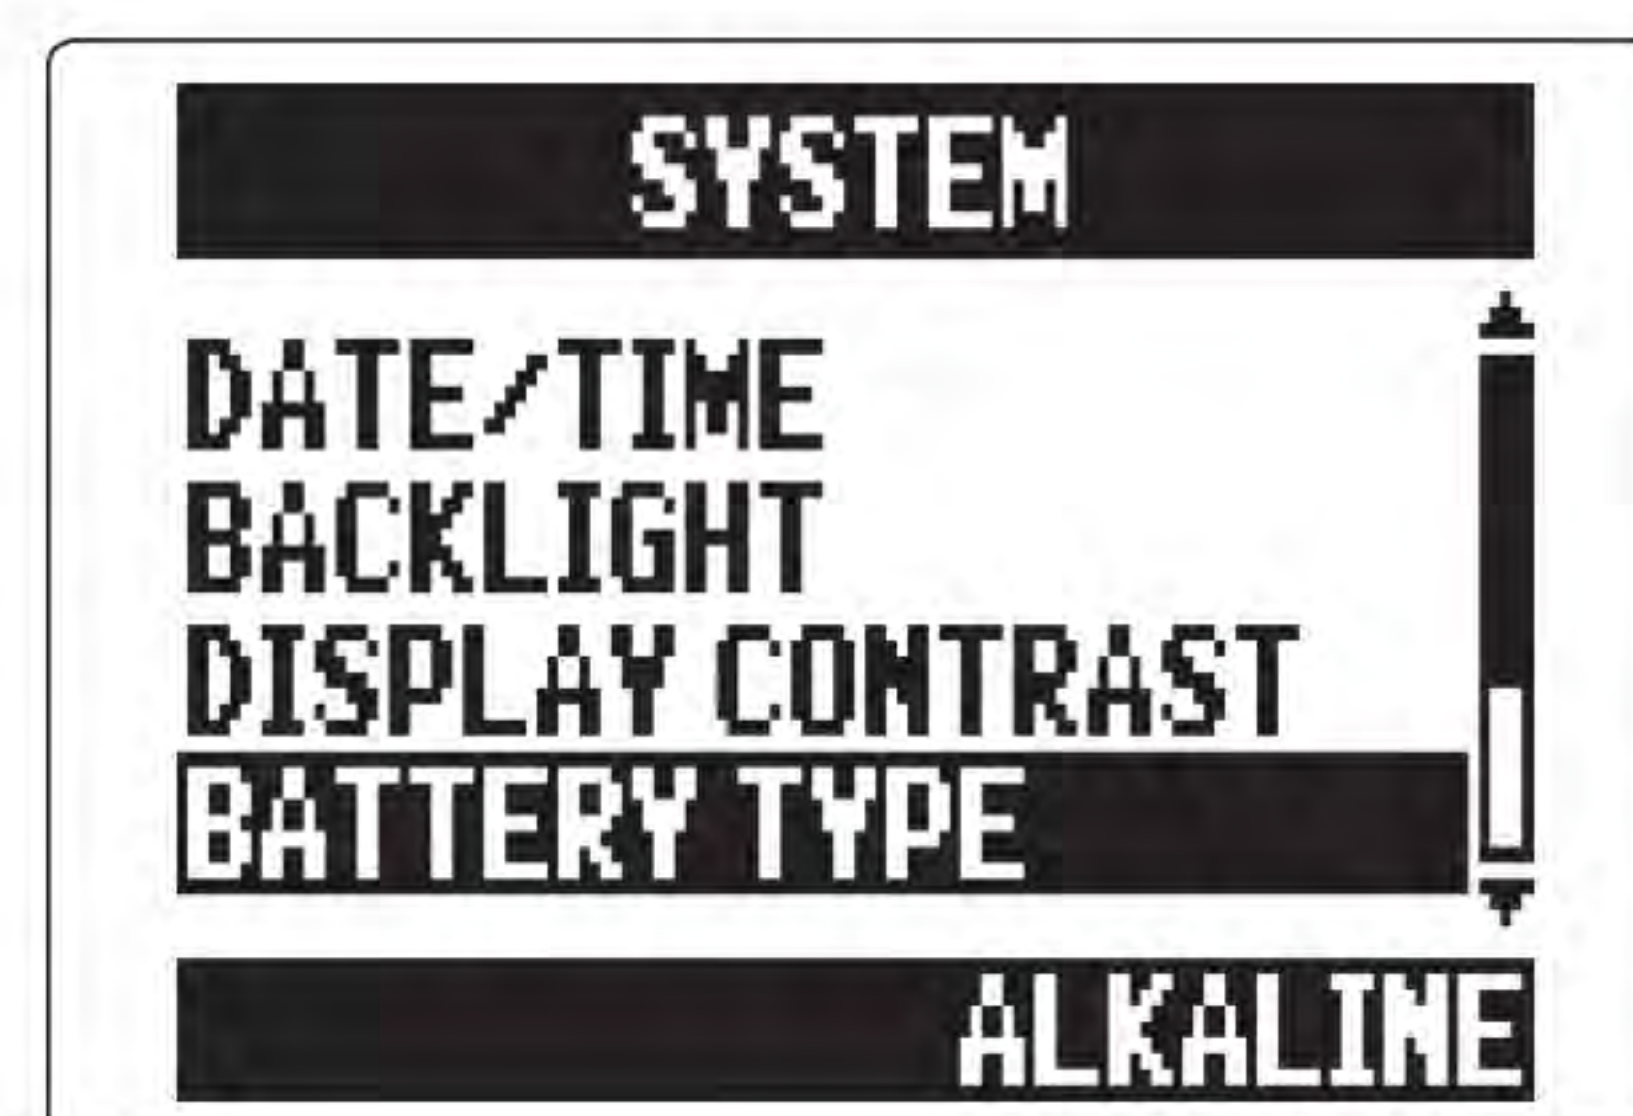 SYSTEM
DATE/TIME
BACKLIGHT
DISPLAY CONTRAST
BATTERY TYPE
ALKALINE